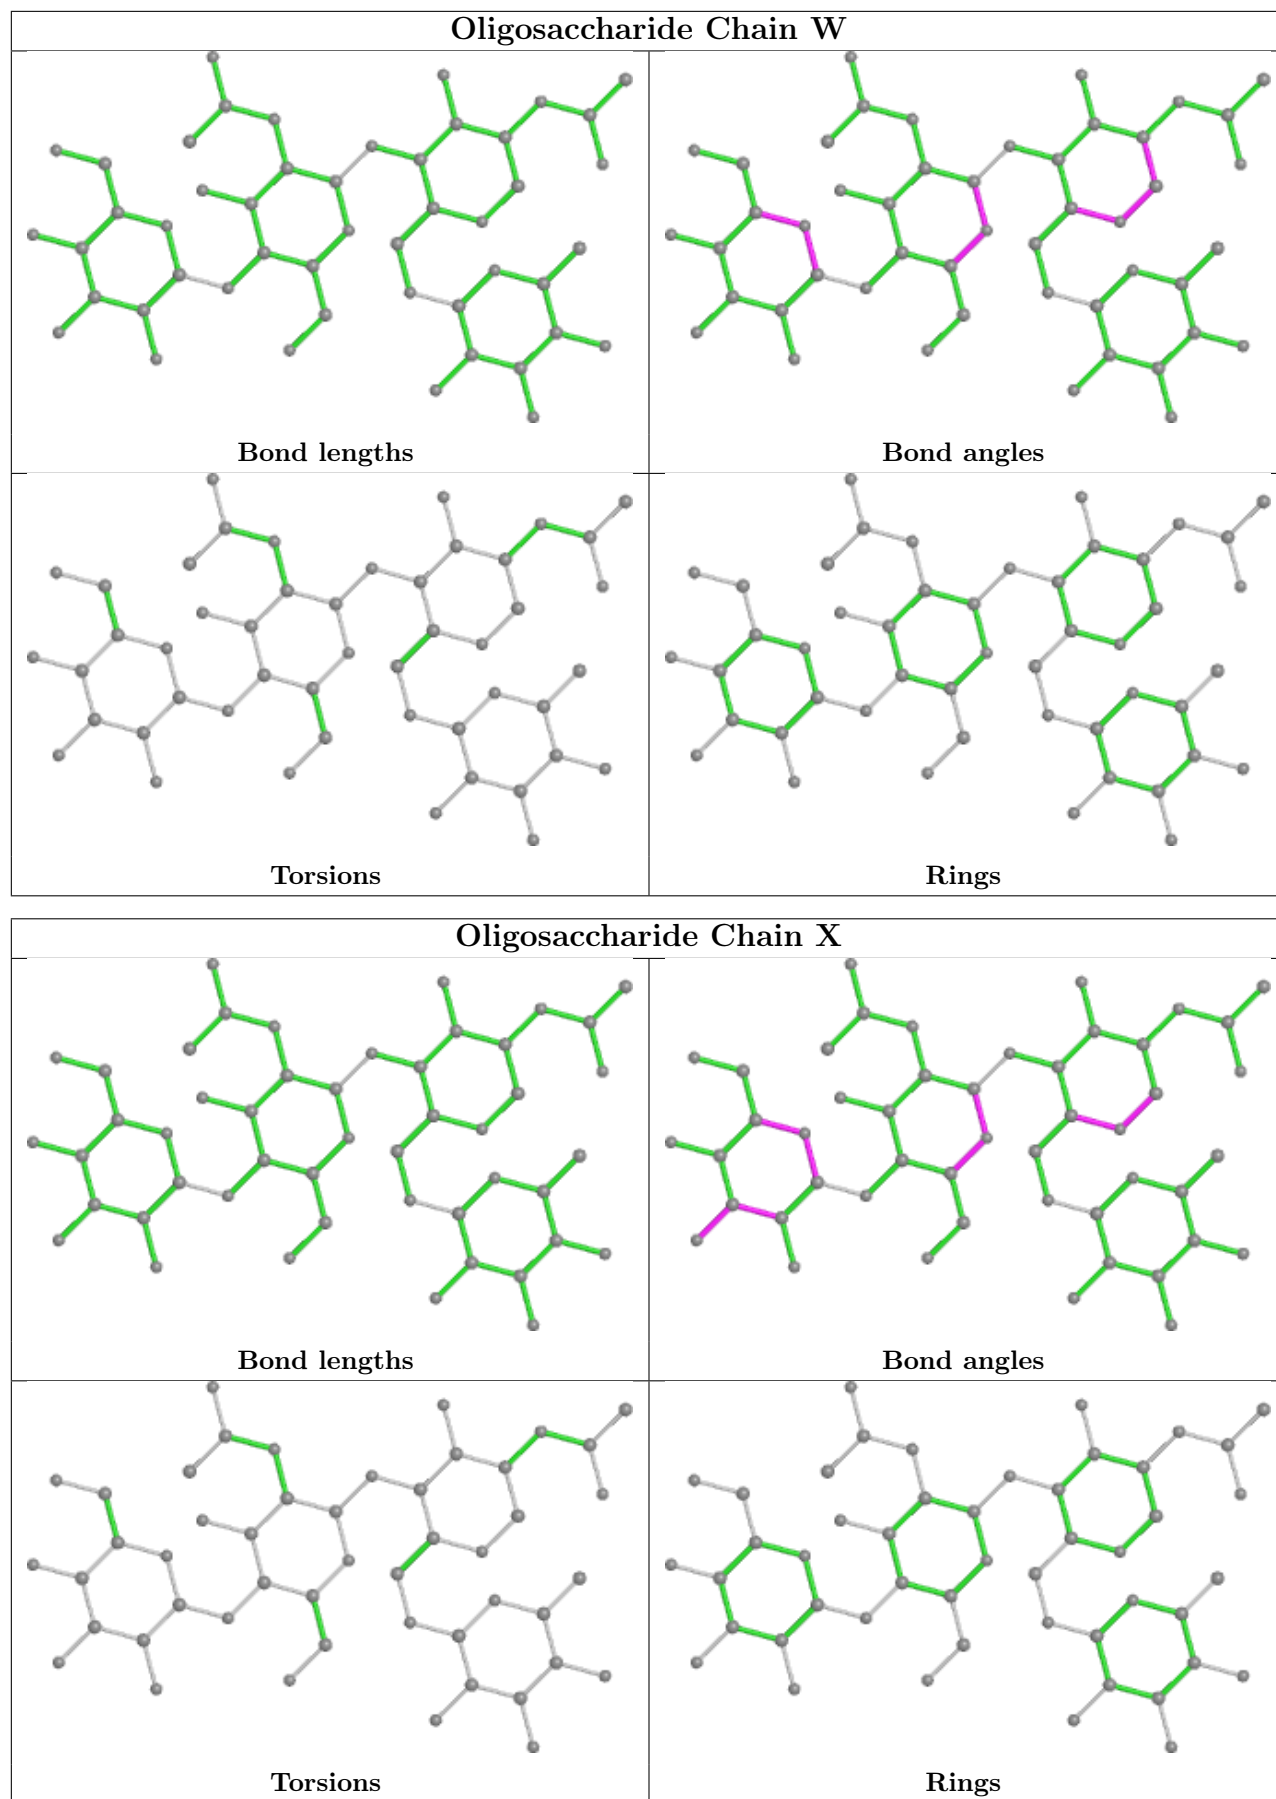 Oligosaccharide Chain W
Bond lengths
Bond angles
Torsions
Rings
Oligosaccharide Chain X
Bond lengths
Bond angles
Torsions
Rings